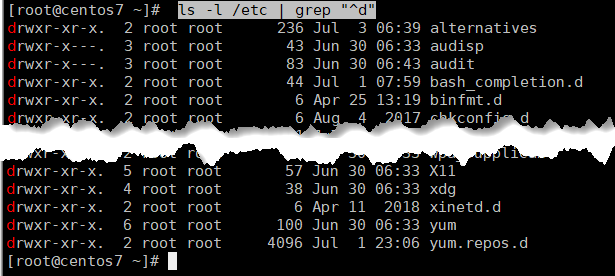 [root@centos7 ~]# ls -l /etc | grep "^d"
drwxr-xr-x. 2 root root 236 Jul 3 06:39 alternatives
drwxr-x---. 3 root root 43 Jun 30 06:33 audisp
drwxr-x---. 3 root root 83 Jun 30 06:43 audit
drwxr-xr-x. 2 root root 44 Jul 1 07:59 bash_completion.d
drwxr-xr-x. 2 root root 6 Apr 25 13:19 binfmt.d
drwxr-xr-x. 2 root root 6 Aug 4 2017 chkconfig.d
drwxr-xr-x. 5 root root 57 Jun 30 06:33 X11
drwxr-xr-x. 4 root root 38 Jun 30 06:33 xdg
drwxr-xr-x. 2 root root 6 Apr 11 2018 xinetd.d
drwxr-xr-x. 6 root root 100 Jun 30 06:33 yum
drwxr-xr-x. 2 root root 4096 Jul 1 23:06 yum.repos.d
[root@centos7 ~]#